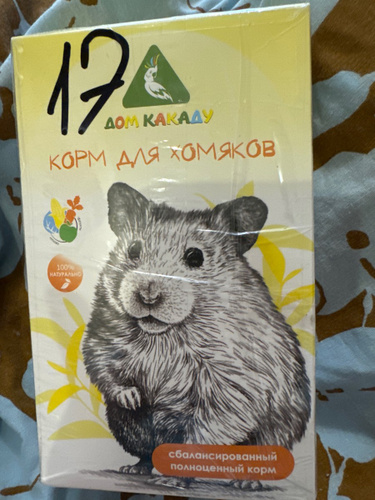 17
ДОМ КАКАДУ
КОРМ ДЛЯ ХОМЯКОВ
100%
НАТУРАЛЬНО
сбалансированный
полноценный корм